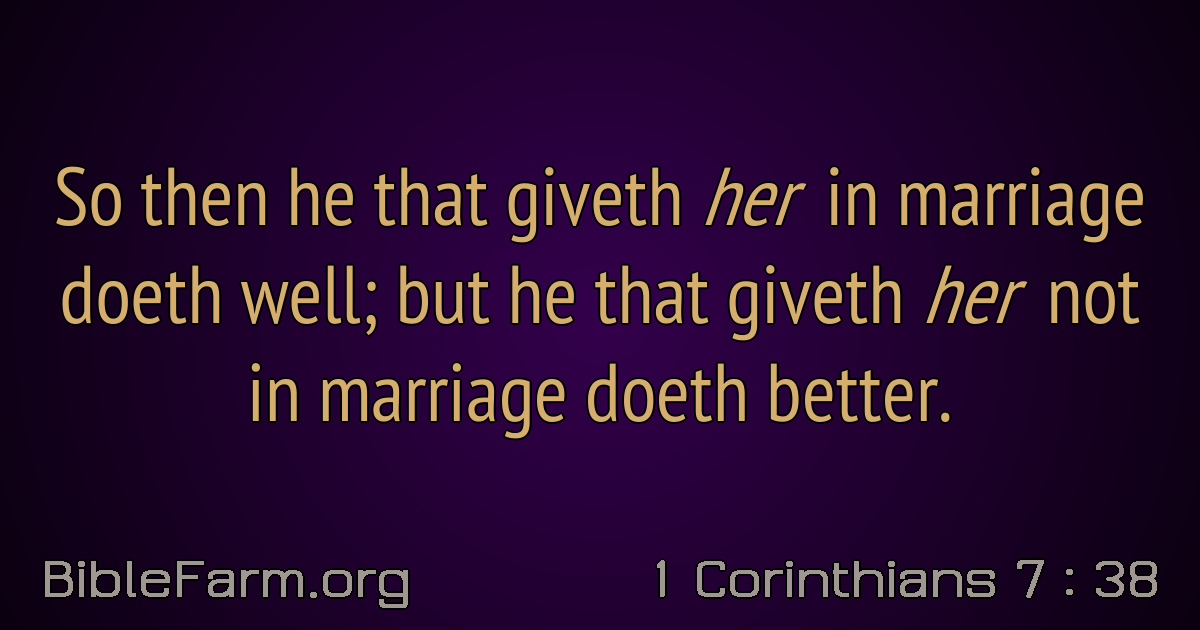 So then he that giveth her in marriage
doeth well; but he that giveth her not
in marriage doeth better.
BibleFarm.org
1 Corinthians 7 : 38